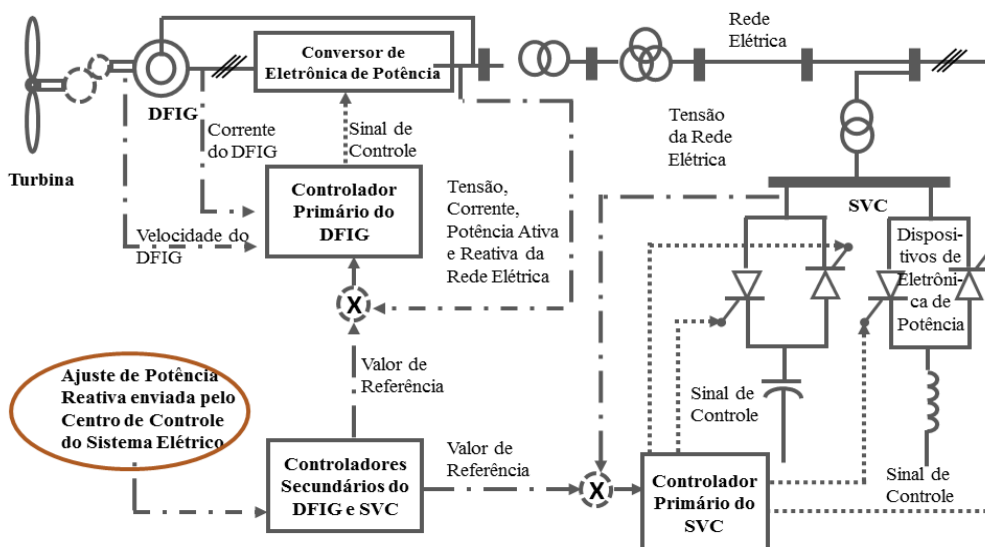 Conversor de
Eletrônica de Potência
Rede
Elétrica
DFIG
Turbina
Corrente
do DFIG
Sinal de
Controle
Tensão
da Rede
Elétrica
Controlador
Primário do
DFIG
Velocidade do
DFIG
Tensão,
Corrente,
Potência Ativa
e Reativa da
Rede Elétrica
SVC
Disposi-
tivos de
Eletrôni-
ca de
Potência
X
Valor de
Referência
Ajuste de Potência
Reativa enviada pelo
Centro de Controle
do Sistema Elétrico
Sinal de
Controle
Controladores
Secundários do
DFIG e SVC
Valor de
Referência
X
Controlador
Primário do
SVC
Sinal de
Controle